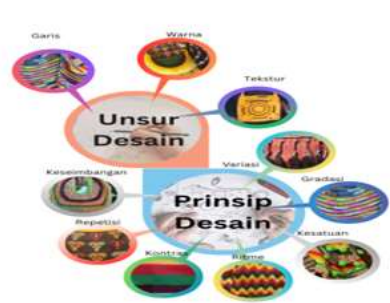 Garis
Warna
Tekstur
Unsur
Desain
Variasi
Gradasi
Keseimbangan
Prinsip
Desain
Kesatuan
Repetisi
Kontras
Ritme